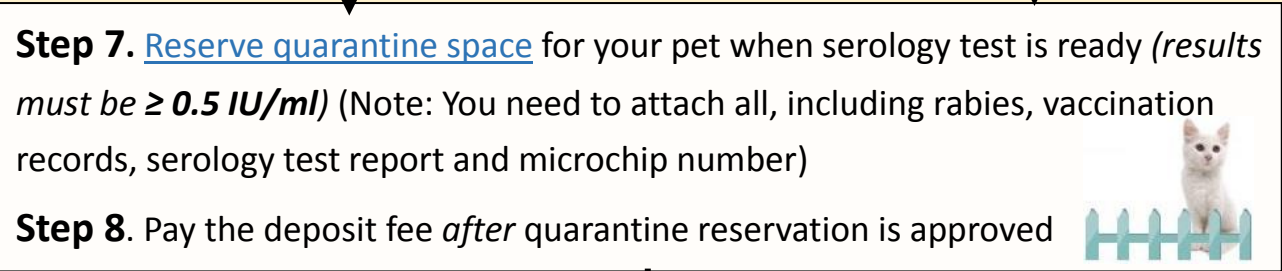 Step 7. Reserve quarantine space for your pet when serology test is ready (results
must be ≥ 0.5 IU/ml) (Note: You need to attach all, including rabies, vaccination
records, serology test report and microchip number)
Step 8. Pay the deposit fee after quarantine reservation is approved